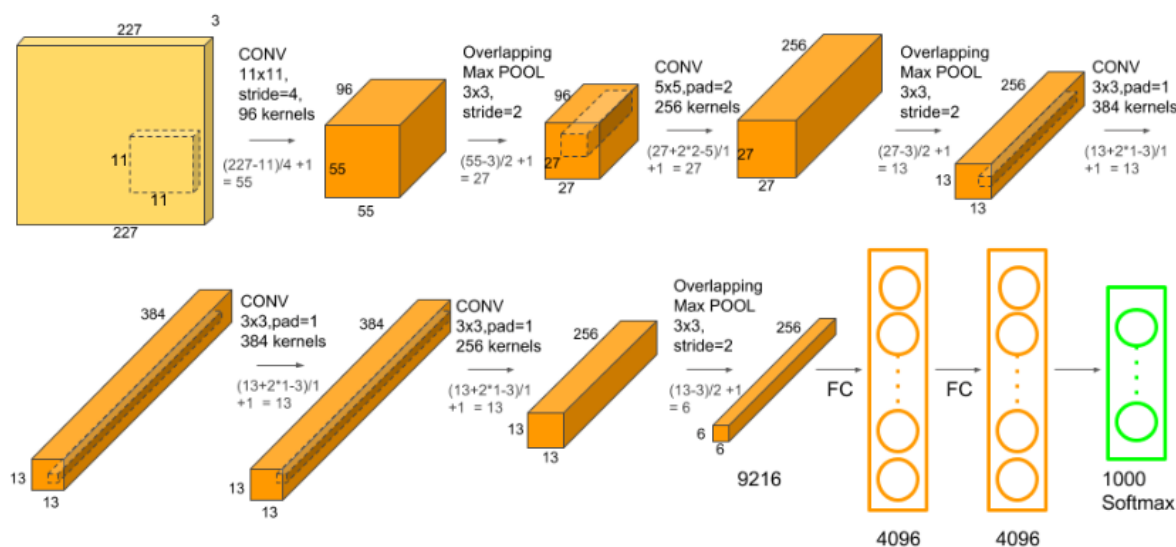 227
3
11
11
227
CONV
11x11,
stride=4,
96 kernels
(227-11)/4 +1
= 55
96
55
55
Overlapping
Max POOL
3x3,
stride=2
(55-3)/2 +1
= 27
96
27
27
CONV
5x5,pad=2
256 kernels
(27+2*2-5)/1
+1 = 27
256
27
27
Overlapping
Max POOL
3x3,
stride=2
(27-3)/2 +1
= 13
256
13
13
CONV
3x3,pad=1
384 kernels
(13+2*1-3)/1
+1 = 13
384
13
13
CONV
3x3,pad=1
384 kernels
(13+2*1-3)/1
+1 = 13
384
13
13
CONV
3x3,pad=1
256 kernels
(13+2*1-3)/1
+1 = 13
256
13
13
Overlapping
Max POOL
3x3,
stride=2
(13-3)/2 +1
= 6
256
6
6
9216
FC
4096
FC
4096
1000
Softmax